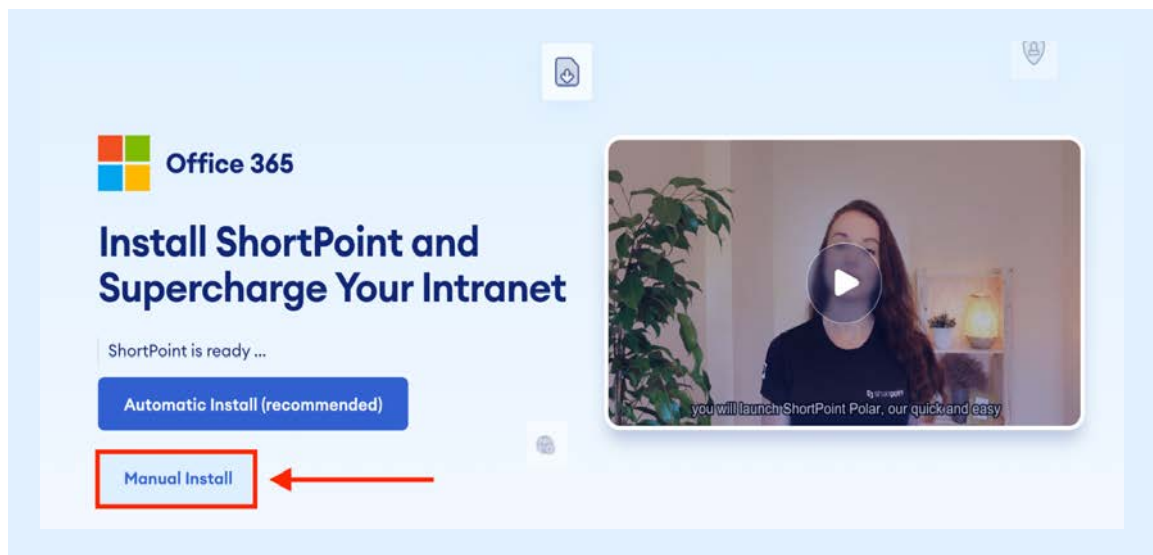 Office 365
Install ShortPoint and
Supercharge Your Intranet
ShortPoint is ready ...
Automatic Install (recommended)
Manual Install
shortpoint
you will launch ShortPoint Polar, our quick and easy